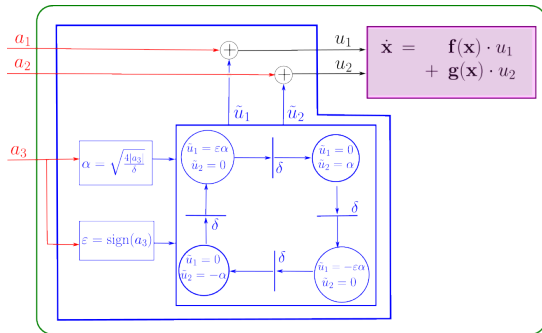 a₁
u₁
a₂
u₂
ẋ = f(x) · u₁
+ g(x) · u₂
ũ₁
ũ₂
a₃
α = √(4|a₃|/δ)
ũ₁ = εα
ũ₂ = 0
δ
ũ₁ = 0
ũ₂ = α
δ
δ
ε = sign(a₃)
ũ₁ = 0
ũ₂ = −α
δ
ũ₁ = −εα
ũ₂ = 0